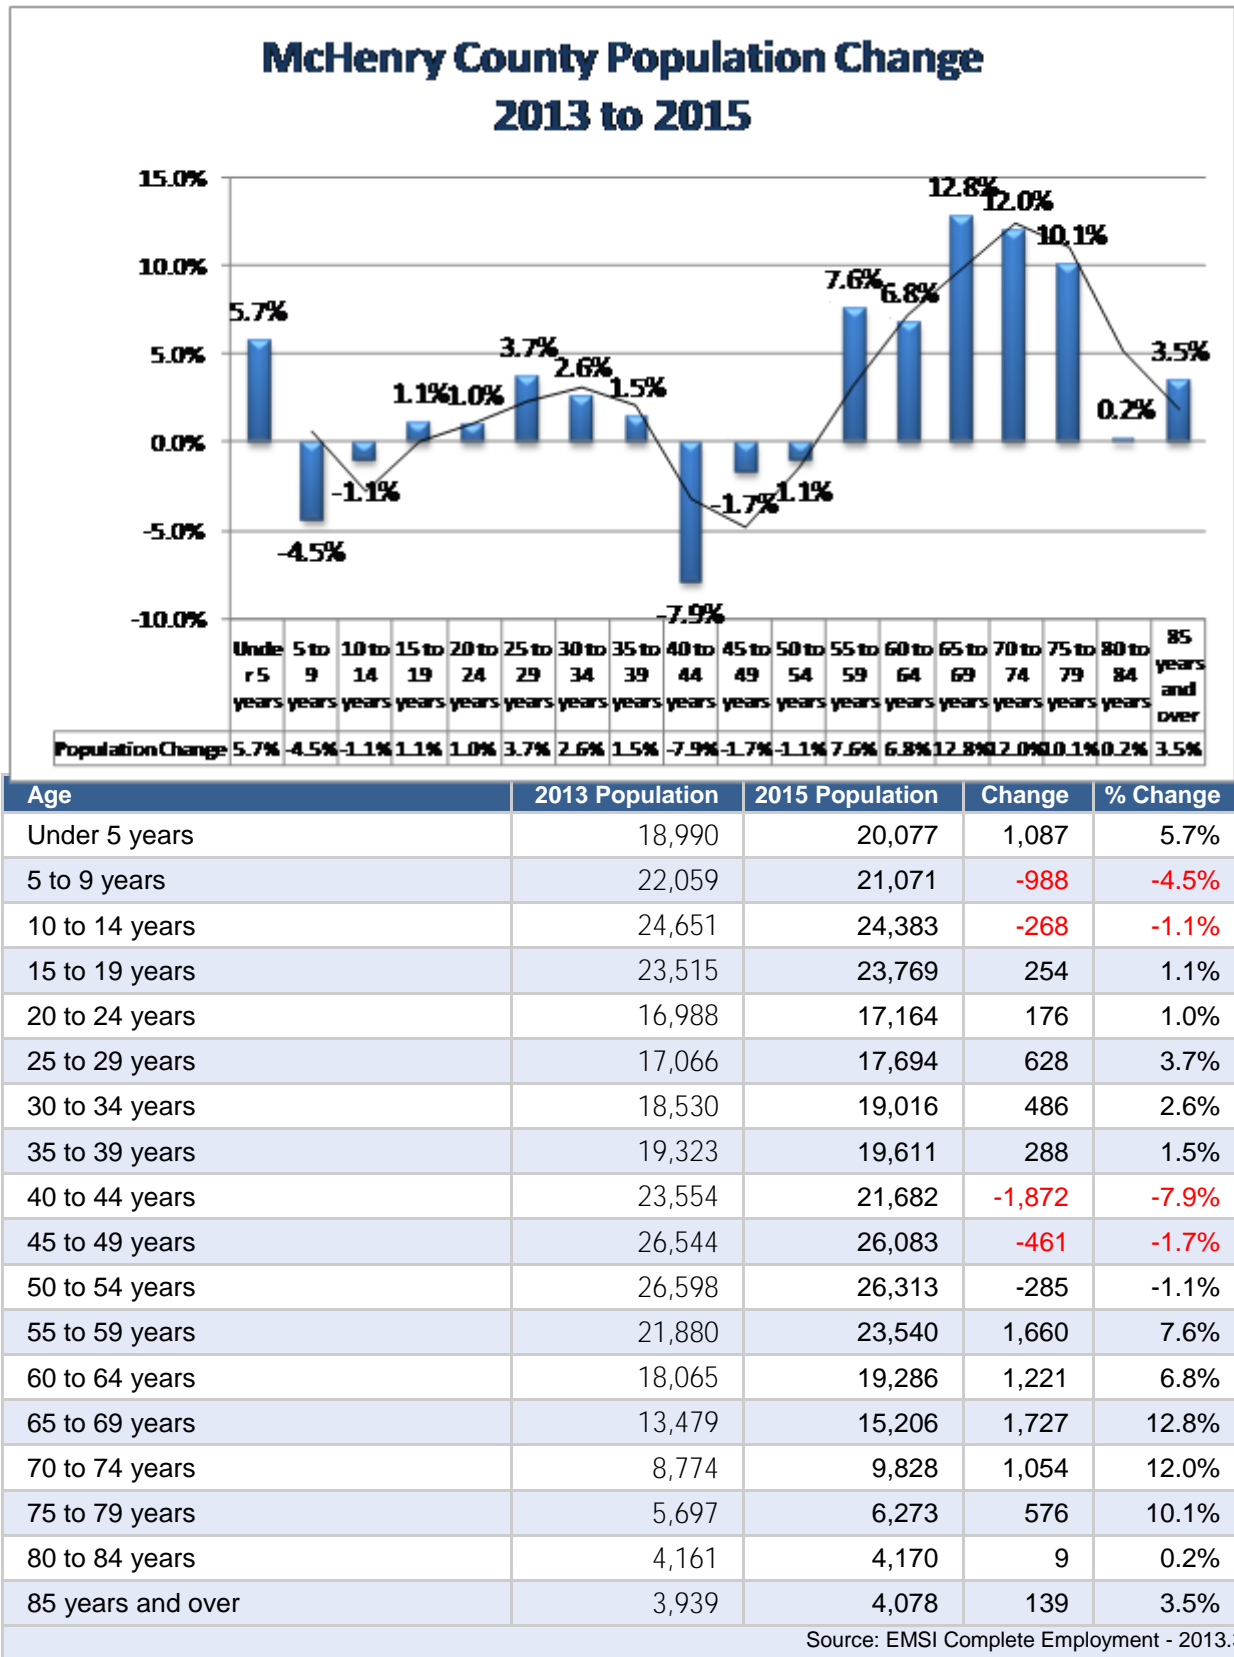 McHenry County Population Change
2013 to 2015
15.0%
10.0%
5.0%
0.0%
-5.0%
-10.0%
5.7%
-4.5%
-1.1%
1.1%
1.0%
3.7%
2.6%
1.5%
-7.9%
-1.7%
-1.1%
7.6%
6.8%
12.8%
12.0%
10.1%
0.2%
3.5%
Unde 5 to 10 to 15 to 20 to 25 to 30 to 35 to 40 to 45 to 50 to 55 to 60 to 65 to 70 to 75 to 80 to 85
r 5 9 14 19 24 29 34 39 44 49 54 59 64 69 74 79 84 years
years years years years years years years years years years years years years years years years years and
over
Population Change 5.7% -4.5% -1.1% 1.1% 1.0% 3.7% 2.6% 1.5% -7.9% -1.7% -1.1% 7.6% 6.8% 12.8% 12.0% 10.1% 0.2% 3.5%
Age 2013 Population 2015 Population Change % Change
Under 5 years 18,990 20,077 1,087 5.7%
5 to 9 years 22,059 21,071 -988 -4.5%
10 to 14 years 24,651 24,383 -268 -1.1%
15 to 19 years 23,515 23,769 254 1.1%
20 to 24 years 16,988 17,164 176 1.0%
25 to 29 years 17,066 17,694 628 3.7%
30 to 34 years 18,530 19,016 486 2.6%
35 to 39 years 19,323 19,611 288 1.5%
40 to 44 years 23,554 21,682 -1,872 -7.9%
45 to 49 years 26,544 26,083 -461 -1.7%
50 to 54 years 26,598 26,313 -285 -1.1%
55 to 59 years 21,880 23,540 1,660 7.6%
60 to 64 years 18,065 19,286 1,221 6.8%
65 to 69 years 13,479 15,206 1,727 12.8%
70 to 74 years 8,774 9,828 1,054 12.0%
75 to 79 years 5,697 6,273 576 10.1%
80 to 84 years 4,161 4,170 9 0.2%
85 years and over 3,939 4,078 139 3.5%
Source: EMSI Complete Employment - 2013.